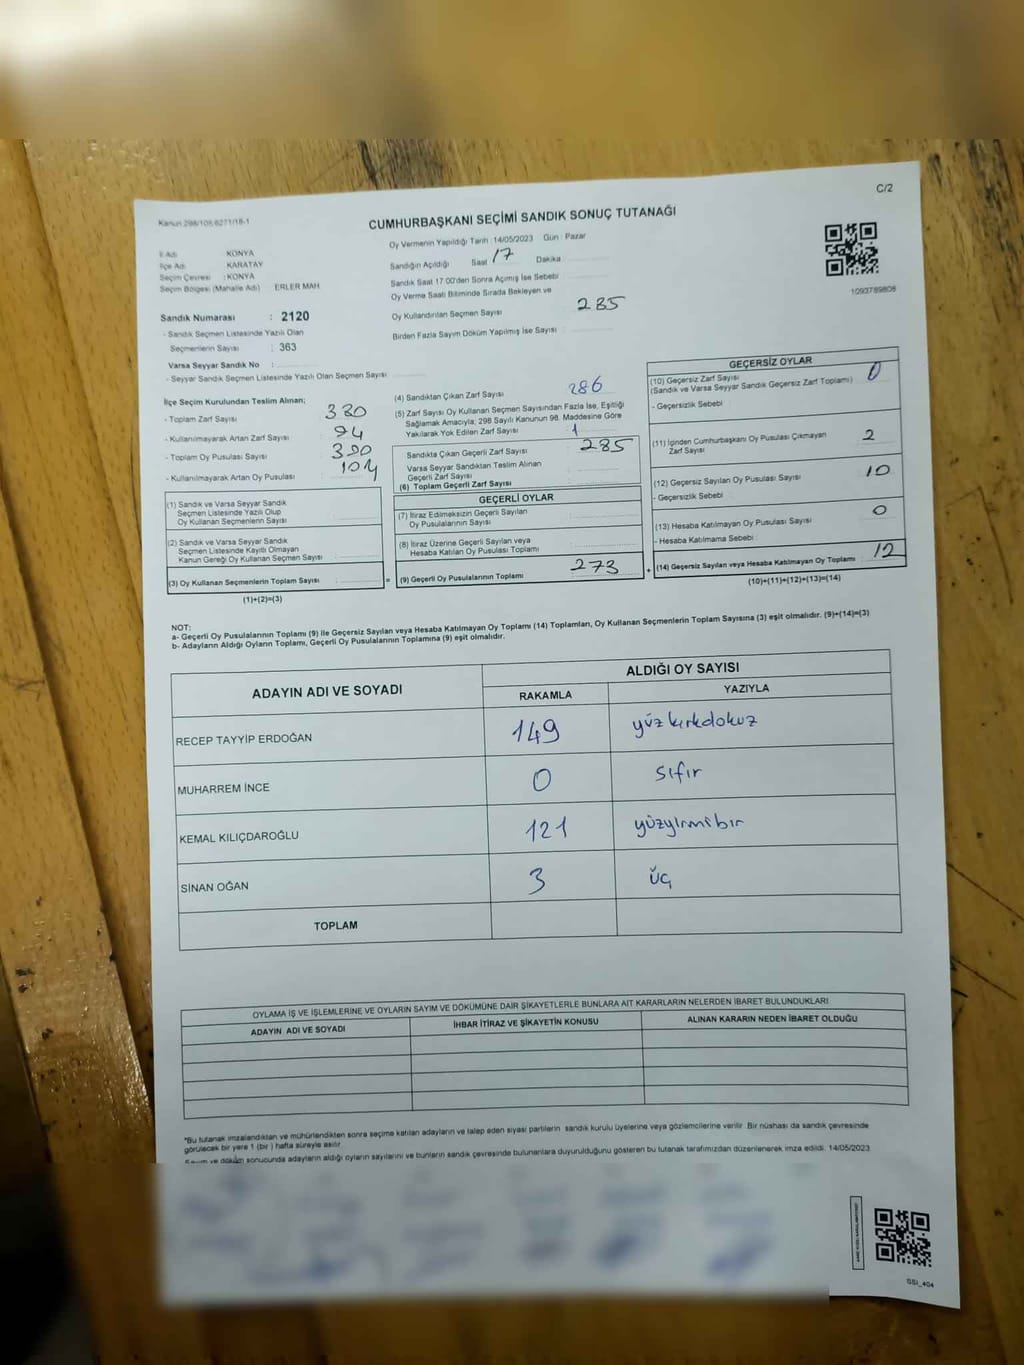 C/2
Kanun 298/105,6271/18-1
CUMHURBAŞKANI SEÇİMİ SANDIK SONUÇ TUTANAĞI
İl Adı KONYA
İlçe Adı KARATAY
Seçim Çevresi : KONYA
Seçim Bölgesi (Mahalle Adı) ERLER MAH
Sandık Numarası : 2120
- Sandık Seçmen Listesinde Yazılı Olan
Seçmenlerin Sayısı : 363
Varsa Seyyar Sandık No :
- Seyyar Sandık Seçmen Listesinde Yazılı Olan Seçmen Sayısı
Oy Vermenin Yapıldığı Tarih : 14/05/2023 Gün : Pazar
Sandığın Açıldığı Saat 17 Dakika
Sandık Saat 17:00'den Sonra Açımış İse Sebebi
Oy Verme Saati Bitiminde Sırada Bekleyen ve
Oy Kullandırılan Seçmen Sayısı 285
Birden Fazla Sayım Döküm Yapılmış İse Sayısı
1093789808
İlçe Seçim Kurulundan Teslim Alınan;
- Toplam Zarf Sayısı 380
- Kullanılmayarak Artan Zarf Sayısı 94
- Toplam Oy Pusulası Sayısı 390
- Kullanılmayarak Artan Oy Pusulası 104
(1) Sandık ve Varsa Seyyar Sandık
Seçmen Listesinde Yazılı Olup
Oy Kullanan Seçmenlerin Sayısı
(2) Sandık ve Varsa Seyyar Sandık
Seçmen Listesinde Kayıtlı Olmayan
Kanun Gereği Oy Kullanan Seçmen Sayısı
(3) Oy Kullanan Seçmenlerin Toplam Sayısı
=
(1)+(2)=(3)
(4) Sandıktan Çıkan Zarf Sayısı 286
(5) Zarf Sayısı Oy Kullanan Seçmen Sayısından Fazla İse, Eşitliği
Sağlamak Amacıyla; 298 Sayılı Kanunun 98. Maddesine Göre
Yakılarak Yok Edilen Zarf Sayısı 1
Sandıkta Çıkan Geçerli Zarf Sayısı 285
Varsa Seyyar Sandıktan Teslim Alınan
Geçerli Zarf Sayısı
(6) Toplam Geçerli Zarf Sayısı
GEÇERLİ OYLAR
(7) İtiraz Edilmeksizin Geçerli Sayılan
Oy Pusulalarının Sayısı
(8) İtiraz Üzerine Geçerli Sayılan veya
Hesaba Katılan Oy Pusulası Toplamı
(9) Geçerli Oy Pusulalarının Toplamı 273
+
GEÇERSİZ OYLAR
(10) Geçersiz Zarf Sayısı 0
(Sandık ve Varsa Seyyar Sandık Geçersiz Zarf Toplamı)
- Geçersizlik Sebebi
(11) İçinden Cumhurbaşkanı Oy Pusulası Çıkmayan
Zarf Sayısı 2
(12) Geçersiz Sayılan Oy Pusulası Sayısı 10
- Geçersizlik Sebebi
(13) Hesaba Katılmayan Oy Pusulası Sayısı 0
- Hesaba Katılmama Sebebi
(14) Geçersiz Sayılan veya Hesaba Katılmayan Oy Toplamı 12
(10)+(11)+(12)+(13)=(14)
NOT:
a- Geçerli Oy Pusulalarının Toplamı (9) ile Geçersiz Sayılan veya Hesaba Katılmayan Oy Toplamı (14) Toplamları, Oy Kullanan Seçmenlerin Toplam Sayısına (3) eşit olmalıdır. (9)+(14)=(3)
b- Adayların Aldığı Oyların Toplamı, Geçerli Oy Pusulalarının Toplamına (9) eşit olmalıdır.
ADAYIN ADI VE SOYADI ALDIĞI OY SAYISI
RAKAMLA YAZIYLA
RECEP TAYYİP ERDOĞAN 149 yüzkırkdokuz
MUHARREM İNCE 0 sıfır
KEMAL KILIÇDAROĞLU 121 yüzyirmibir
SİNAN OĞAN 3 üç
TOPLAM
OYLAMA İŞ VE İŞLEMLERİNE VE OYLARIN SAYIM VE DÖKÜMÜNE DAİR ŞİKAYETLERLE BUNLARA AİT KARARLARIN NELERDEN İBARET BULUNDUKLARI
ADAYIN ADI VE SOYADI İHBAR İTİRAZ VE ŞİKAYETİN KONUSU ALINAN KARARIN NEDEN İBARET OLDUĞU
*Bu tutanak imzalandıktan ve mühürlendikten sonra seçime katılan adayların ve talep eden siyasi partilerin sandık kurulu üyelerine veya gözlemcilerine verilir. Bir nüshası da sandık çevresinde
görülecek bir yere 1 (bir ) hafta süreyle asılır.
Sayım ve döküm sonucunda adayların aldığı oyların sayılarını ve bunların sandık çevresinde bulunanlara duyurulduğunu gösteren bu tutanak tarafımızdan düzenlenerek imza edildi. 14/05/2023
GSI_404